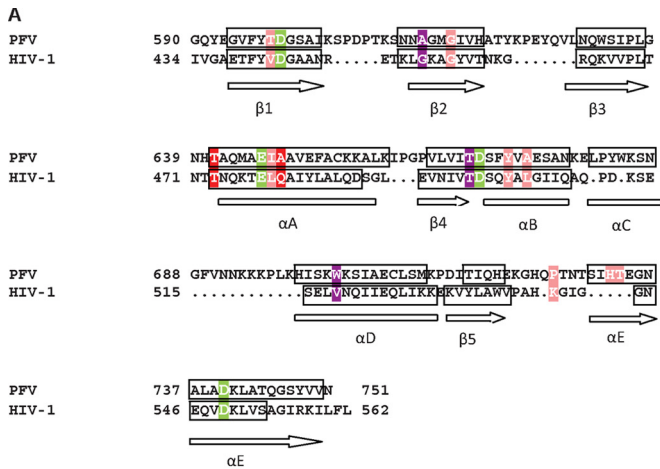 A
PFV 590 GQYEGVFYTDGSAIKSPDPTKSNNAGMGIVHATYKPEYQVLNQWSIPLG
HIV-1 434 IVGAETFYVDGAANR.....ETKLGKAGYVTNKG......RQKVVPLT
β1 β2 β3
PFV 639 NHTAQMAEIAAVEFACKKALKIPGPVLVITDSFYVAESANKELPYWKSN
HIV-1 471 NTTNQKTELQAIYLALQDSGL...EVNIVTDSQYALGIIQAQ.PD.KSE
αA β4 αB αC
PFV 688 GFVNNKKKPLKHISKWKSIAECLSMKPDITIQHEKGHQPTNTSIHTEGN
HIV-1 515 ............SELVNQIIEQLIKKEKVYLAWVPAH.KGIG.....GN
αD β5 αE
PFV 737 ALADKLATQGSYVVN 751
HIV-1 546 EQVDKLVSAGIRKILFL 562
αE